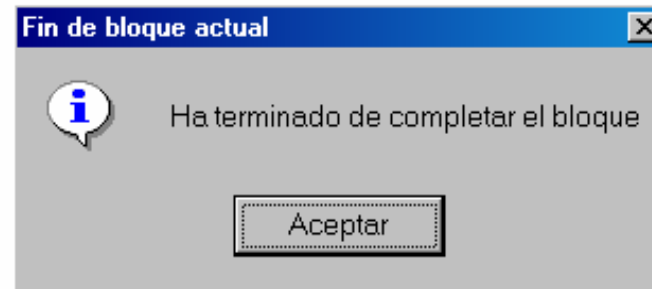 Fin de bloque actual
Ha terminado de completar el bloque
Aceptar